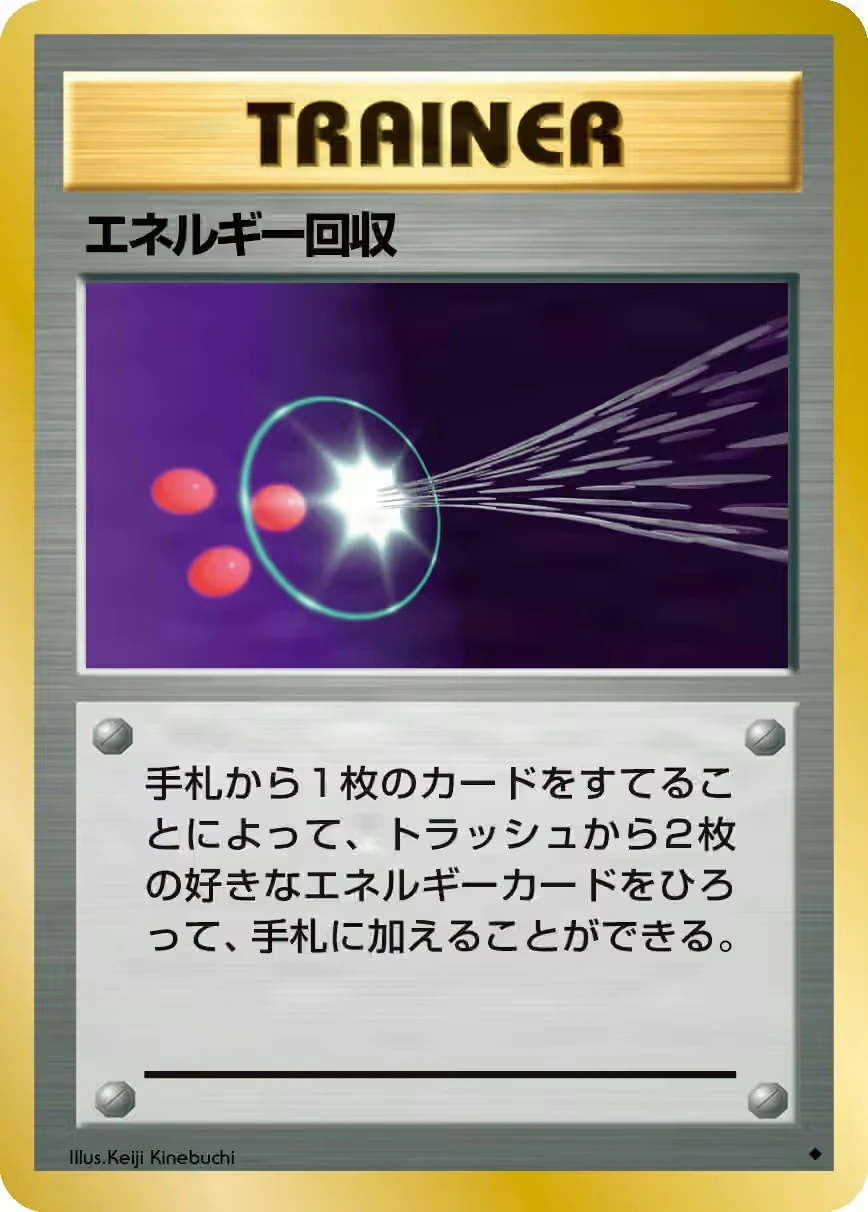 TRAINER
エネルギー回収
手札から1枚のカードをすてるこ
とによって、トラッシュから2枚
の好きなエネルギーカードをひろ
って、手札に加えることができる。
Illus.Keiji Kinebuchi